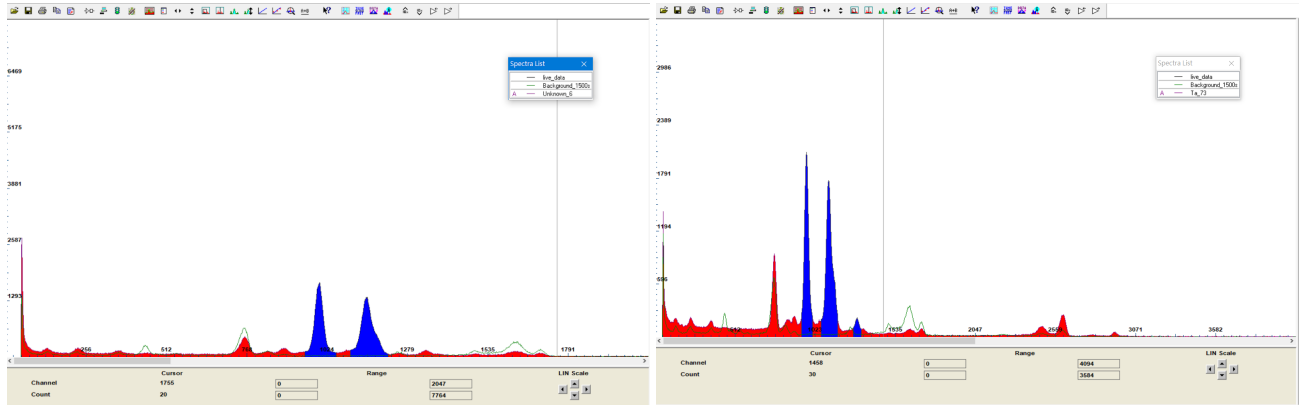 6469
5175
3881
2587
1293
256
512
1279
1535
1791
Spectra List
live_data
Background_1500s
A Unknown_6
Cursor
Range
LIN Scale
Channel
1755
0
2047
Count
20
0
7764
2986
2389
1791
1194
596
1535
2047
3071
3582
Spectra List
live_data
Background_1500s
A Ta_73
Cursor
Range
LIN Scale
Channel
1458
0
4094
Count
30
0
3584